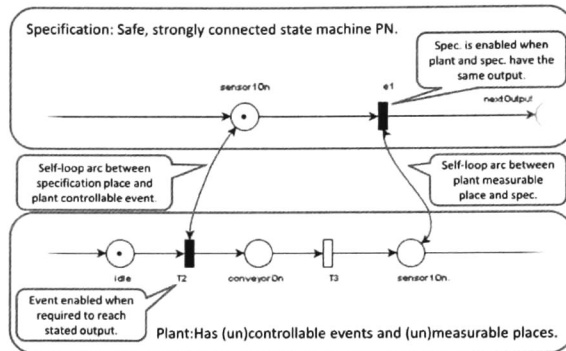 Specification: Safe, strongly connected state machine PN.
Spec. is enabled when
plant and spec. have the
same output.
sensor1On
e1
nextOutput
Self-loop arc between
specification place and
plant controllable event.
Self-loop arc between
plant measurable
place and spec.
idle
T2
conveyorOn
T3
sensor1On.
Event enabled when
required to reach
stated output.
Plant:Has (un)controllable events and (un)measurable places.